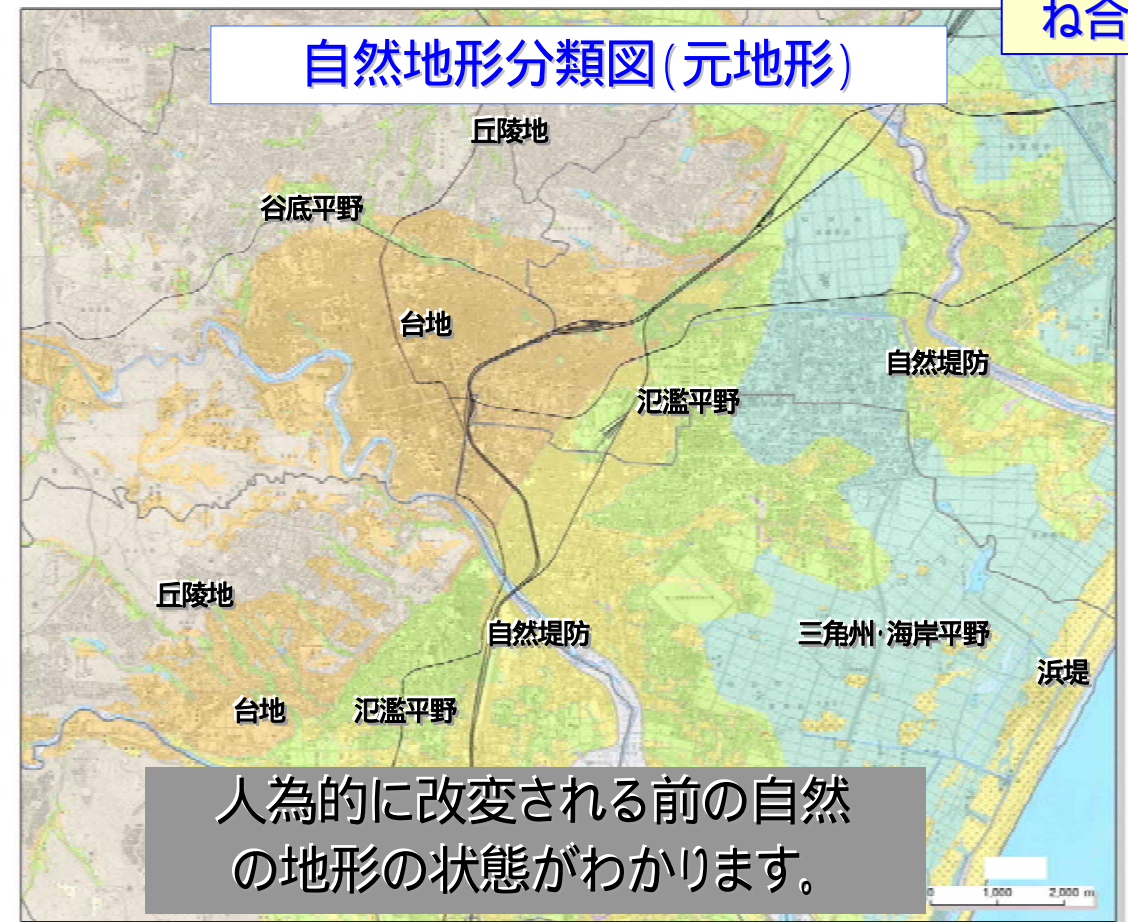 ね合
自然地形分類図(元地形)
丘陵地
谷底平野
台地
自然堤防
氾濫平野
丘陵地
自然堤防
三角州・海岸平野
浜堤
台地
氾濫平野
人為的に改変される前の自然
の地形の状態がわかります。
0 1,000 2,000 m